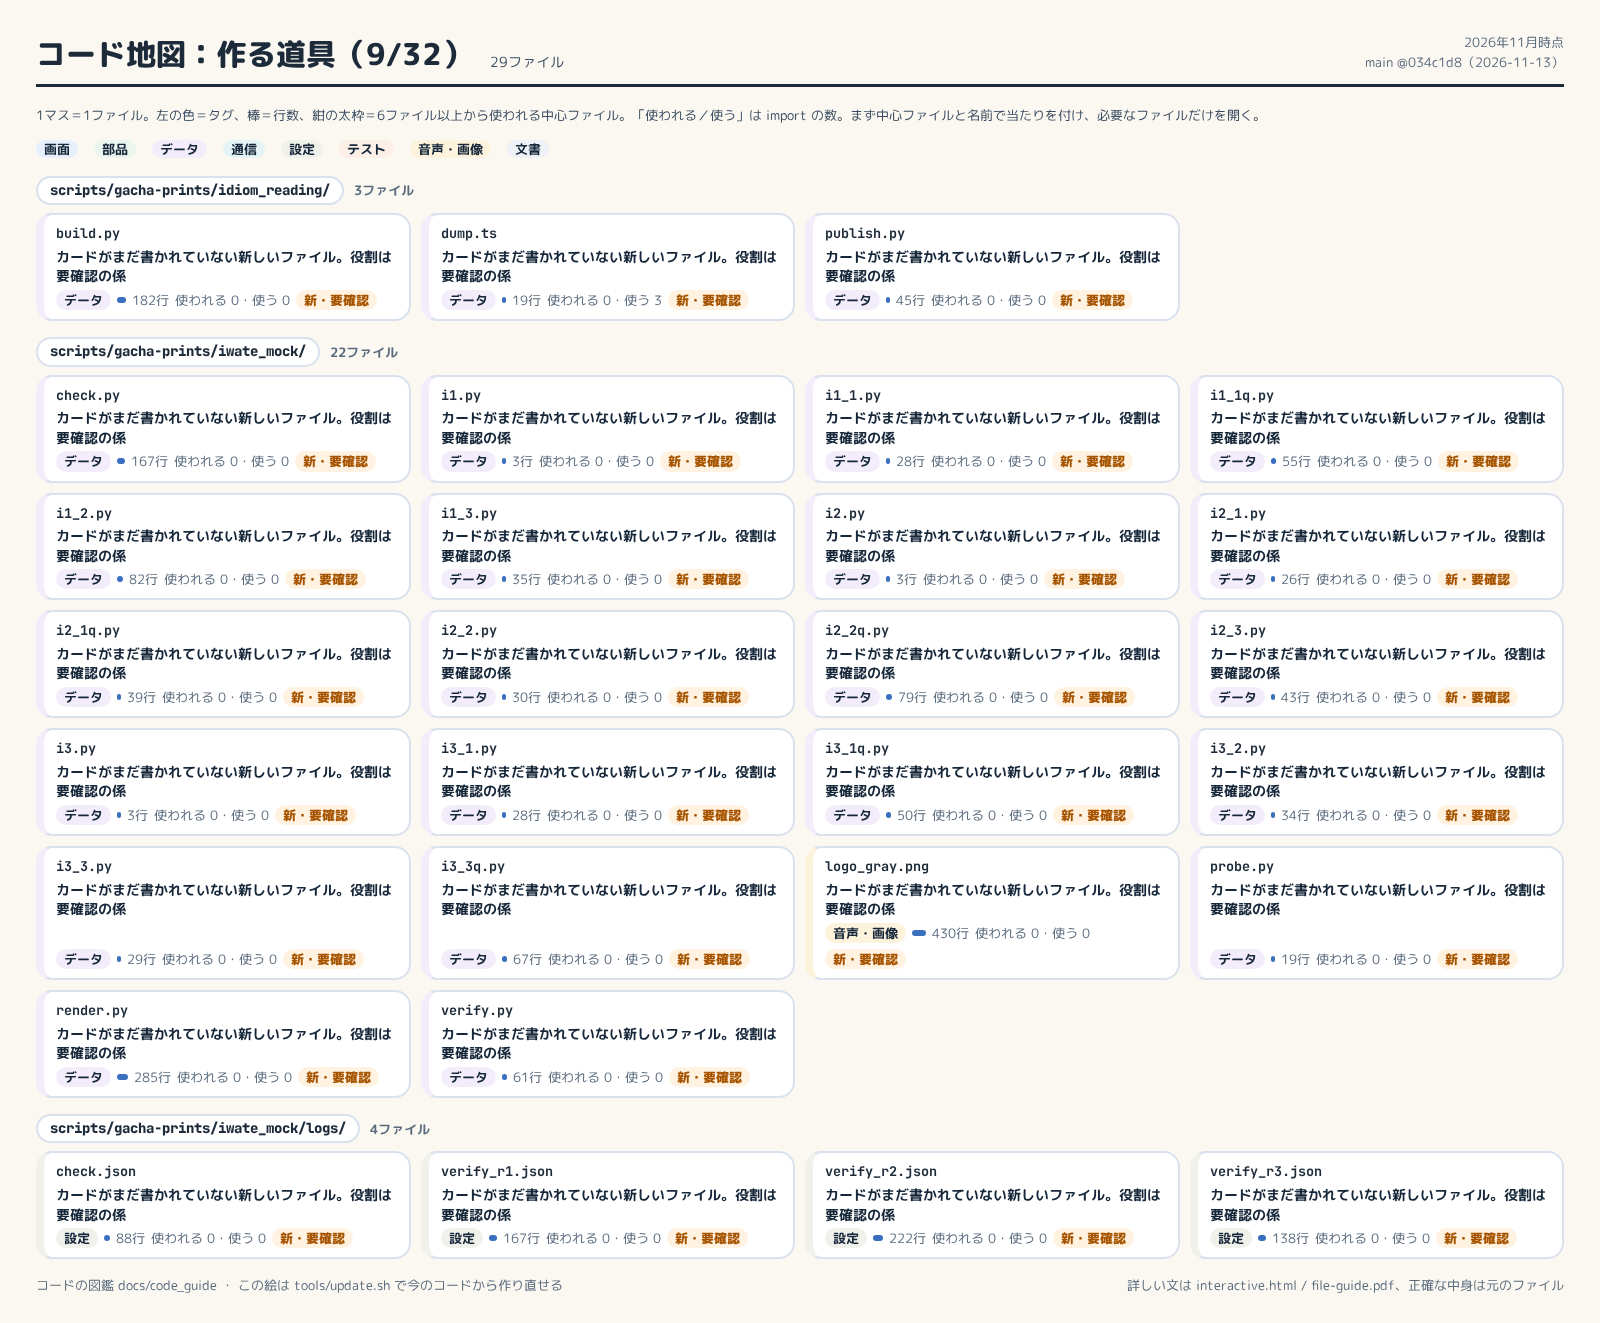 コード地図：作る道具（9/32） 29ファイル
2026年11月時点
main @034c1d8（2026-11-13）
1マス＝1ファイル。左の色＝タグ、棒＝行数、紺の太枠＝6ファイル以上から使われる中心ファイル。「使われる／使う」は import の数。まず中心ファイルと名前で当たりを付け、必要なファイルだけを開く。
画面 部品 データ 通信 設定 テスト 音声・画像 文書
scripts/gacha-prints/idiom_reading/ 3ファイル
build.py
カードがまだ書かれていない新しいファイル。役割は
要確認の係
データ 182行 使われる 0・使う 0 新・要確認
dump.ts
カードがまだ書かれていない新しいファイル。役割は
要確認の係
データ 19行 使われる 0・使う 3 新・要確認
publish.py
カードがまだ書かれていない新しいファイル。役割は
要確認の係
データ 45行 使われる 0・使う 0 新・要確認
scripts/gacha-prints/iwate_mock/ 22ファイル
check.py
カードがまだ書かれていない新しいファイル。役割は
要確認の係
データ 167行 使われる 0・使う 0 新・要確認
i1.py
カードがまだ書かれていない新しいファイル。役割は
要確認の係
データ 3行 使われる 0・使う 0 新・要確認
i1_1.py
カードがまだ書かれていない新しいファイル。役割は
要確認の係
データ 28行 使われる 0・使う 0 新・要確認
i1_1q.py
カードがまだ書かれていない新しいファイル。役割は
要確認の係
データ 55行 使われる 0・使う 0 新・要確認
i1_2.py
カードがまだ書かれていない新しいファイル。役割は
要確認の係
データ 82行 使われる 0・使う 0 新・要確認
i1_3.py
カードがまだ書かれていない新しいファイル。役割は
要確認の係
データ 35行 使われる 0・使う 0 新・要確認
i2.py
カードがまだ書かれていない新しいファイル。役割は
要確認の係
データ 3行 使われる 0・使う 0 新・要確認
i2_1.py
カードがまだ書かれていない新しいファイル。役割は
要確認の係
データ 26行 使われる 0・使う 0 新・要確認
i2_1q.py
カードがまだ書かれていない新しいファイル。役割は
要確認の係
データ 39行 使われる 0・使う 0 新・要確認
i2_2.py
カードがまだ書かれていない新しいファイル。役割は
要確認の係
データ 30行 使われる 0・使う 0 新・要確認
i2_2q.py
カードがまだ書かれていない新しいファイル。役割は
要確認の係
データ 79行 使われる 0・使う 0 新・要確認
i2_3.py
カードがまだ書かれていない新しいファイル。役割は
要確認の係
データ 43行 使われる 0・使う 0 新・要確認
i3.py
カードがまだ書かれていない新しいファイル。役割は
要確認の係
データ 3行 使われる 0・使う 0 新・要確認
i3_1.py
カードがまだ書かれていない新しいファイル。役割は
要確認の係
データ 28行 使われる 0・使う 0 新・要確認
i3_1q.py
カードがまだ書かれていない新しいファイル。役割は
要確認の係
データ 50行 使われる 0・使う 0 新・要確認
i3_2.py
カードがまだ書かれていない新しいファイル。役割は
要確認の係
データ 34行 使われる 0・使う 0 新・要確認
i3_3.py
カードがまだ書かれていない新しいファイル。役割は
要確認の係
データ 29行 使われる 0・使う 0 新・要確認
i3_3q.py
カードがまだ書かれていない新しいファイル。役割は
要確認の係
データ 67行 使われる 0・使う 0 新・要確認
logo_gray.png
カードがまだ書かれていない新しいファイル。役割は
要確認の係
音声・画像 430行 使われる 0・使う 0
新・要確認
probe.py
カードがまだ書かれていない新しいファイル。役割は
要確認の係
データ 19行 使われる 0・使う 0 新・要確認
render.py
カードがまだ書かれていない新しいファイル。役割は
要確認の係
データ 285行 使われる 0・使う 0 新・要確認
verify.py
カードがまだ書かれていない新しいファイル。役割は
要確認の係
データ 61行 使われる 0・使う 0 新・要確認
scripts/gacha-prints/iwate_mock/logs/ 4ファイル
check.json
カードがまだ書かれていない新しいファイル。役割は
要確認の係
設定 88行 使われる 0・使う 0 新・要確認
verify_r1.json
カードがまだ書かれていない新しいファイル。役割は
要確認の係
設定 167行 使われる 0・使う 0 新・要確認
verify_r2.json
カードがまだ書かれていない新しいファイル。役割は
要確認の係
設定 222行 使われる 0・使う 0 新・要確認
verify_r3.json
カードがまだ書かれていない新しいファイル。役割は
要確認の係
設定 138行 使われる 0・使う 0 新・要確認
コードの図鑑 docs/code_guide ・ この絵は tools/update.sh で今のコードから作り直せる
詳しい文は interactive.html / file-guide.pdf、正確な中身は元のファイル